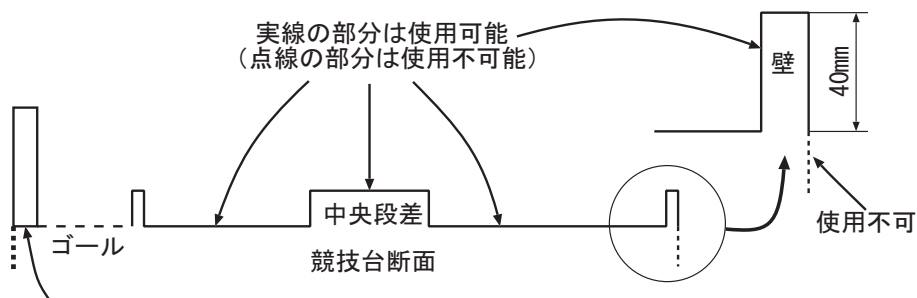 実線の部分は使用可能
（点線の部分は使用不可能）
壁
40mm
中央段差
使用不可
ゴール
競技台断面